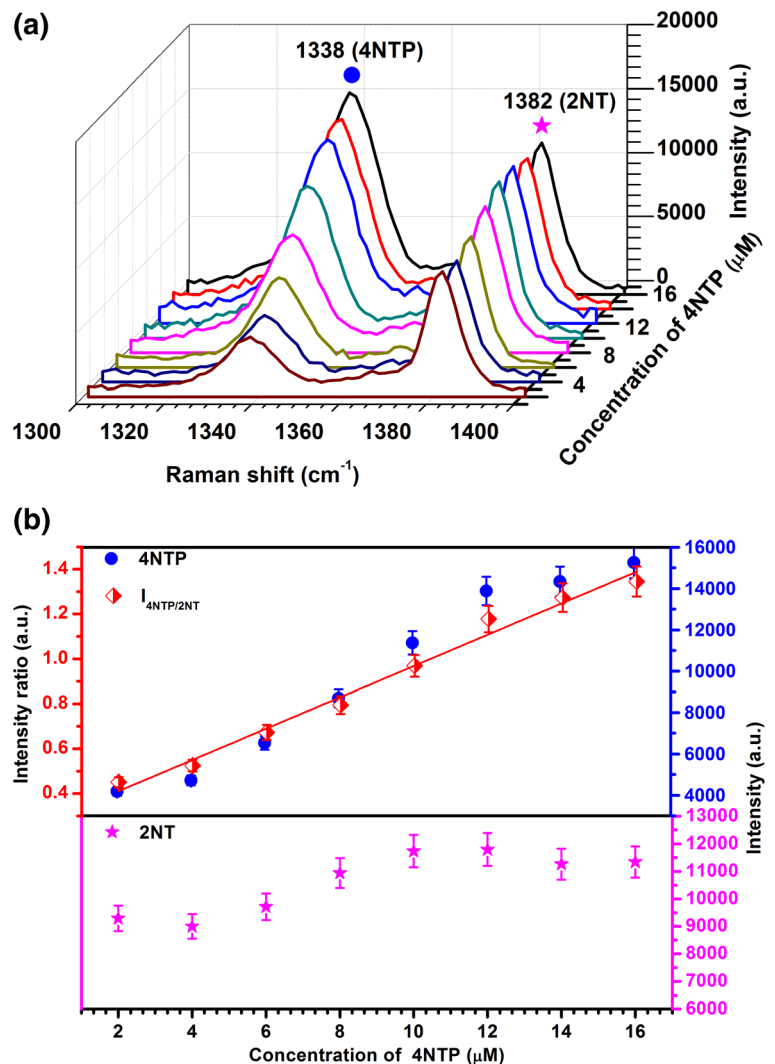 (a)
1338 (4NTP)
1382 (2NT)
20000
15000
10000
5000
0
Intensity (a.u.)
16
12
8
4
Concentration of 4NTP (μM)
1300 1320 1340 1360 1380 1400
Raman shift (cm-1)
(b)
4NTP
I4NTP/2NT
1.4
1.2
1.0
0.8
0.6
0.4
Intensity ratio (a.u.)
16000
14000
12000
10000
8000
6000
4000
Intensity (a.u.)
2NT
13000
12000
11000
10000
9000
8000
7000
6000
2 4 6 8 10 12 14 16
Concentration of 4NTP (μM)